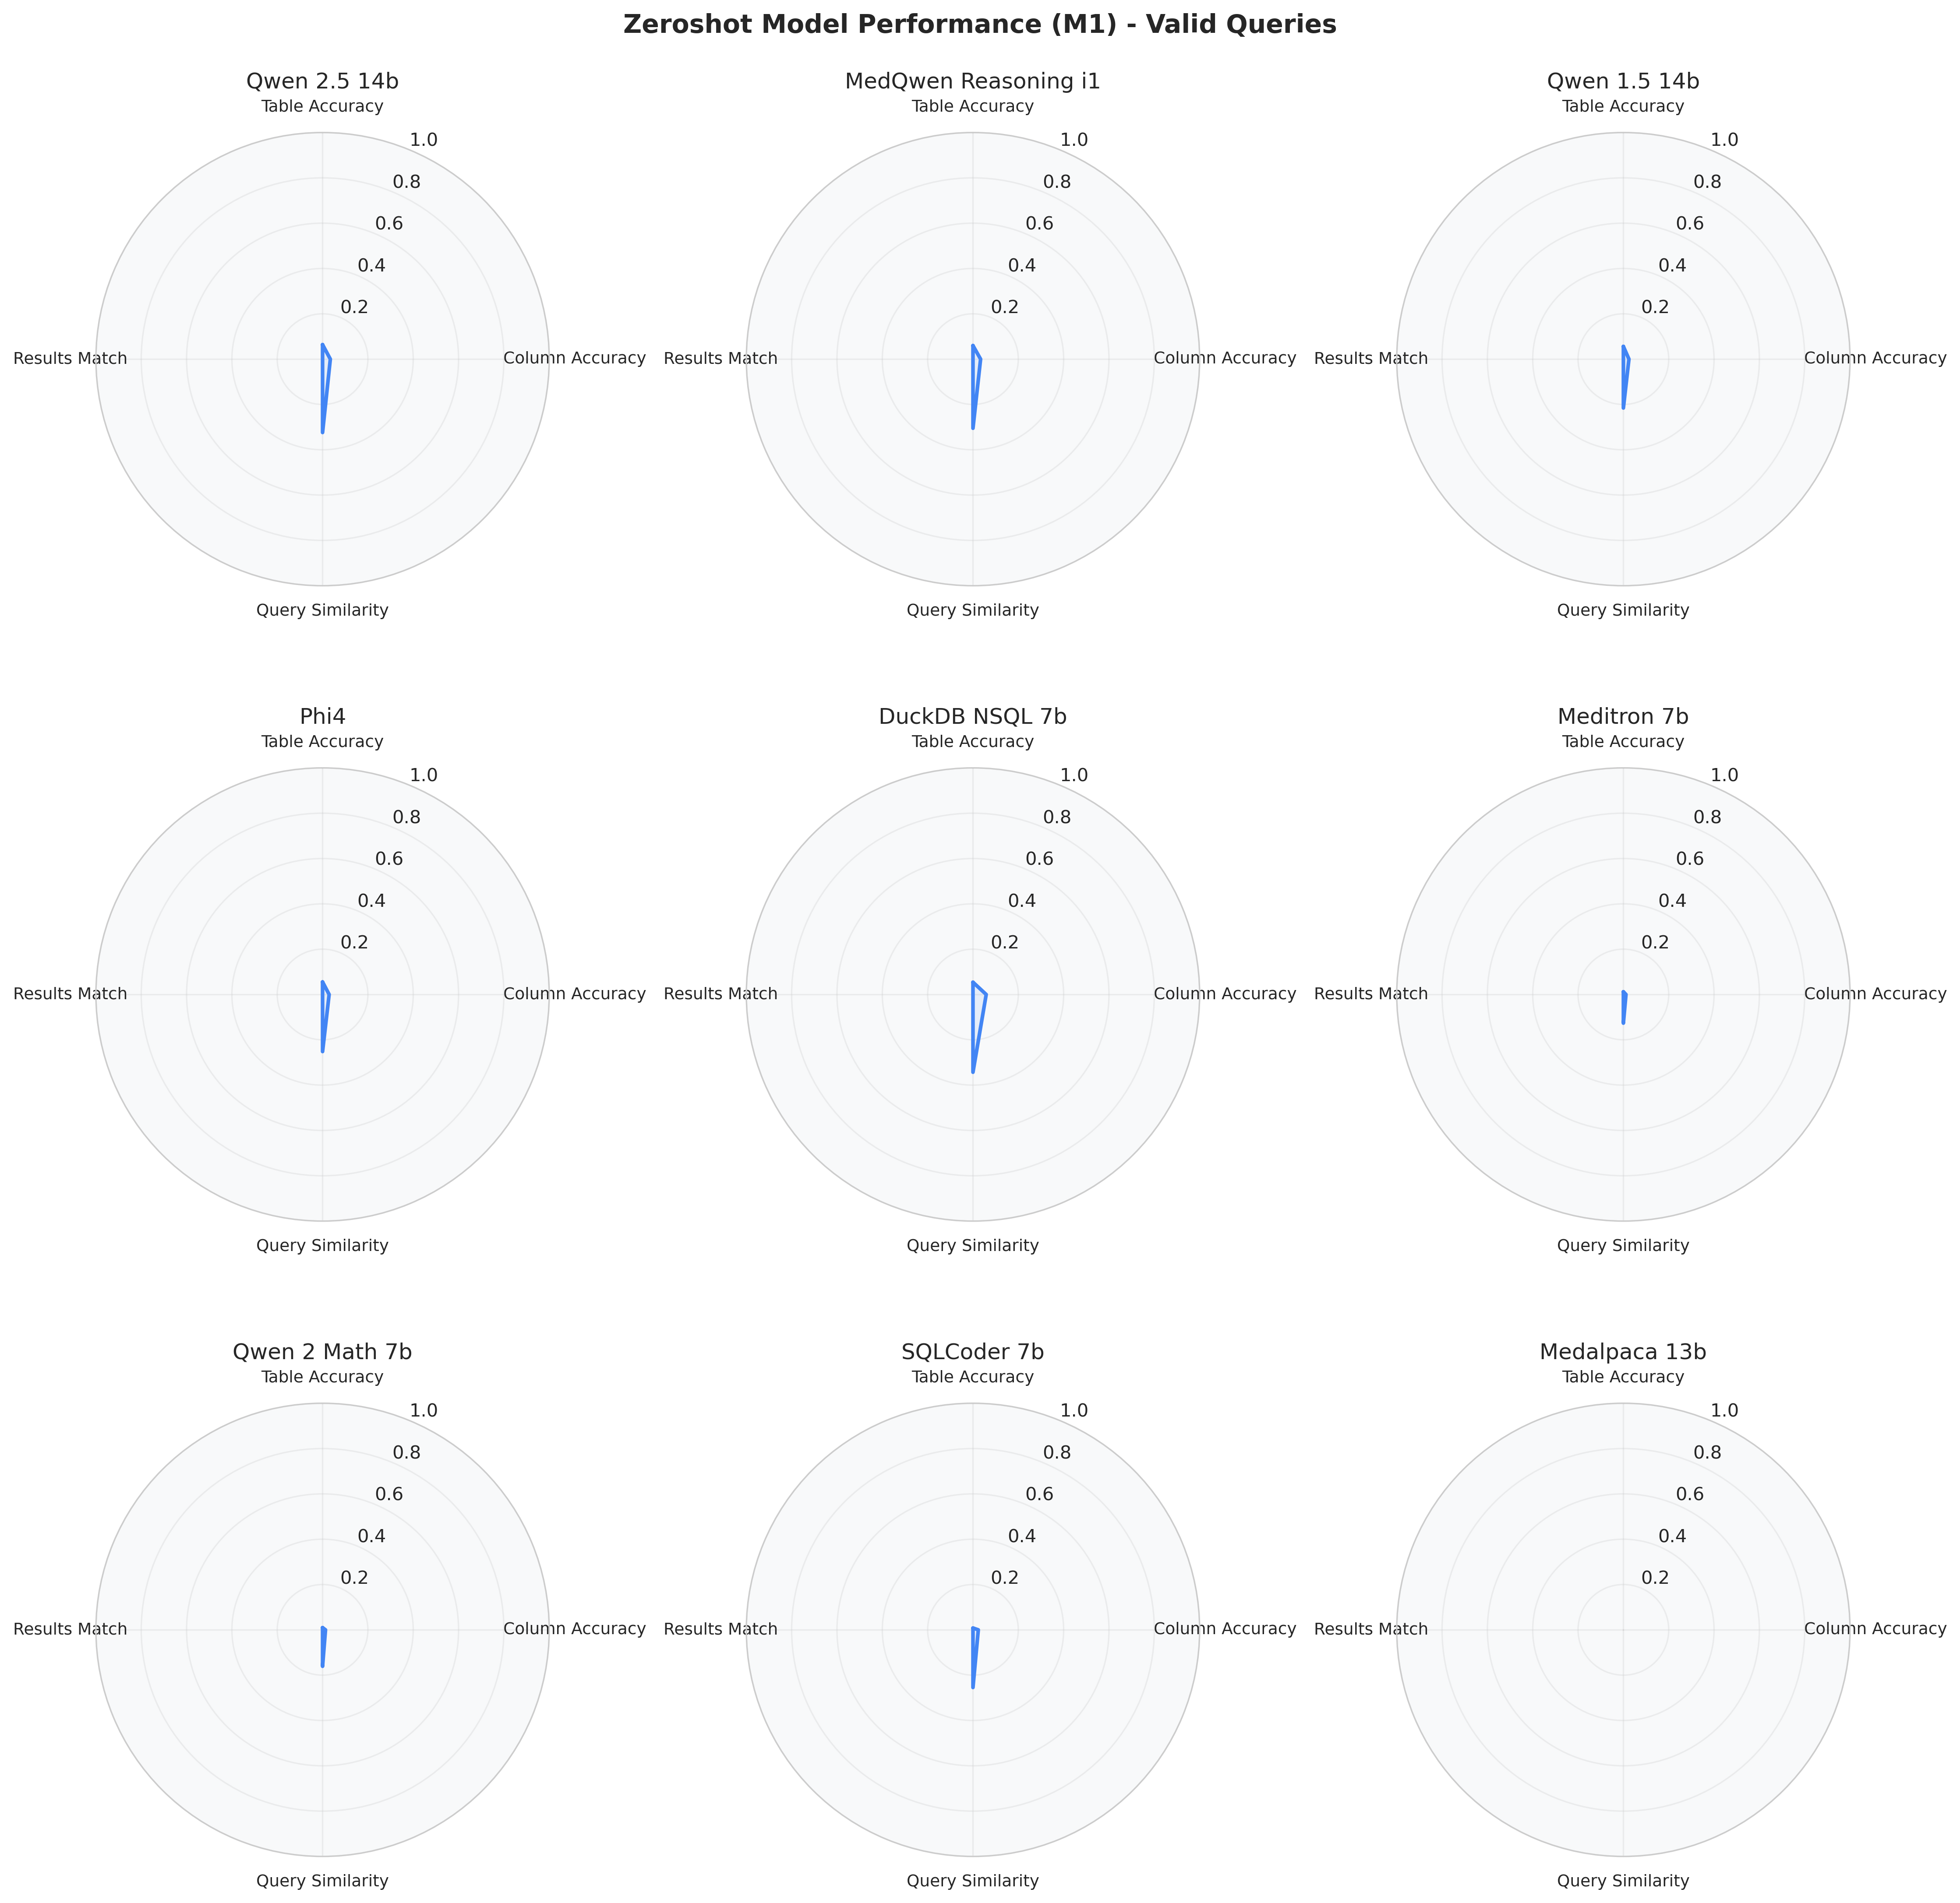 Zeroshot Model Performance (M1) - Valid Queries
Qwen 2.5 14b
Table Accuracy
1.0
0.8
0.6
0.4
0.2
Results Match
Column Accuracy
Query Similarity
MedQwen Reasoning i1
Table Accuracy
1.0
0.8
0.6
0.4
0.2
Results Match
Column Accuracy
Query Similarity
Qwen 1.5 14b
Table Accuracy
1.0
0.8
0.6
0.4
0.2
Results Match
Column Accuracy
Query Similarity
Phi4
Table Accuracy
1.0
0.8
0.6
0.4
0.2
Results Match
Column Accuracy
Query Similarity
DuckDB NSQL 7b
Table Accuracy
1.0
0.8
0.6
0.4
0.2
Results Match
Column Accuracy
Query Similarity
Meditron 7b
Table Accuracy
1.0
0.8
0.6
0.4
0.2
Results Match
Column Accuracy
Query Similarity
Qwen 2 Math 7b
Table Accuracy
1.0
0.8
0.6
0.4
0.2
Results Match
Column Accuracy
Query Similarity
SQLCoder 7b
Table Accuracy
1.0
0.8
0.6
0.4
0.2
Results Match
Column Accuracy
Query Similarity
Medalpaca 13b
Table Accuracy
1.0
0.8
0.6
0.4
0.2
Results Match
Column Accuracy
Query Similarity